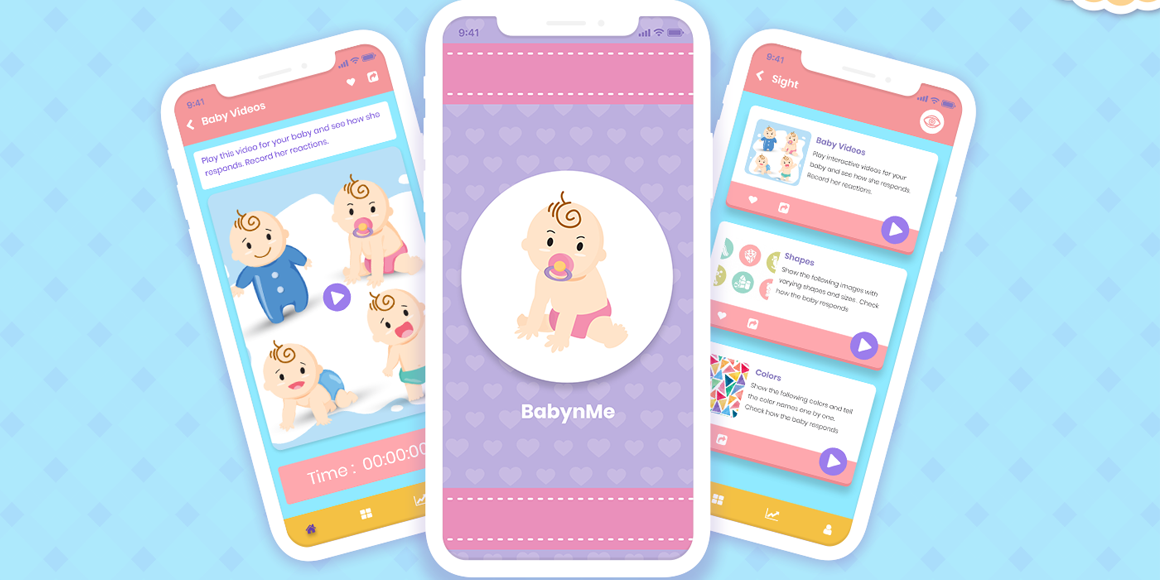 9:41
Baby Videos
Play this video for your baby and see how she
responds. Record her reactions.
Time : 00:00:00
9:41
BabynMe
9:41
Sight
Baby Videos
Play interactive videos for your
baby and see how she responds.
Record her reactions.
Shapes
Show the following images with
varying shapes and sizes. Check
how the baby responds
Colors
Show the following colors and tell
the color names one by one.
Check how the baby responds